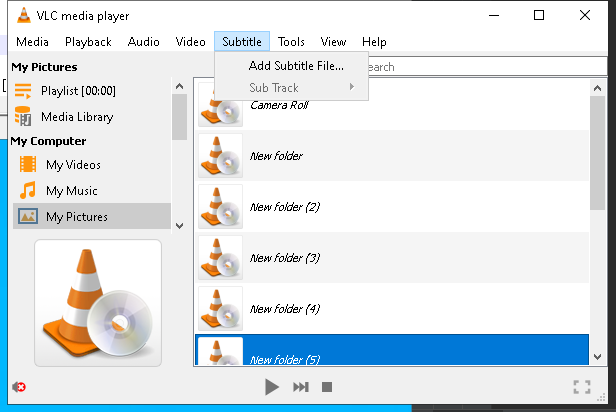 VLC media player
Media Playback Audio Video Subtitle Tools View Help
Add Subtitle File...
Sub Track
earch
My Pictures
Playlist [00:00]
Media Library
My Computer
My Videos
My Music
My Pictures
Camera Roll
New folder
New folder (2)
New folder (3)
New folder (4)
New folder (5)